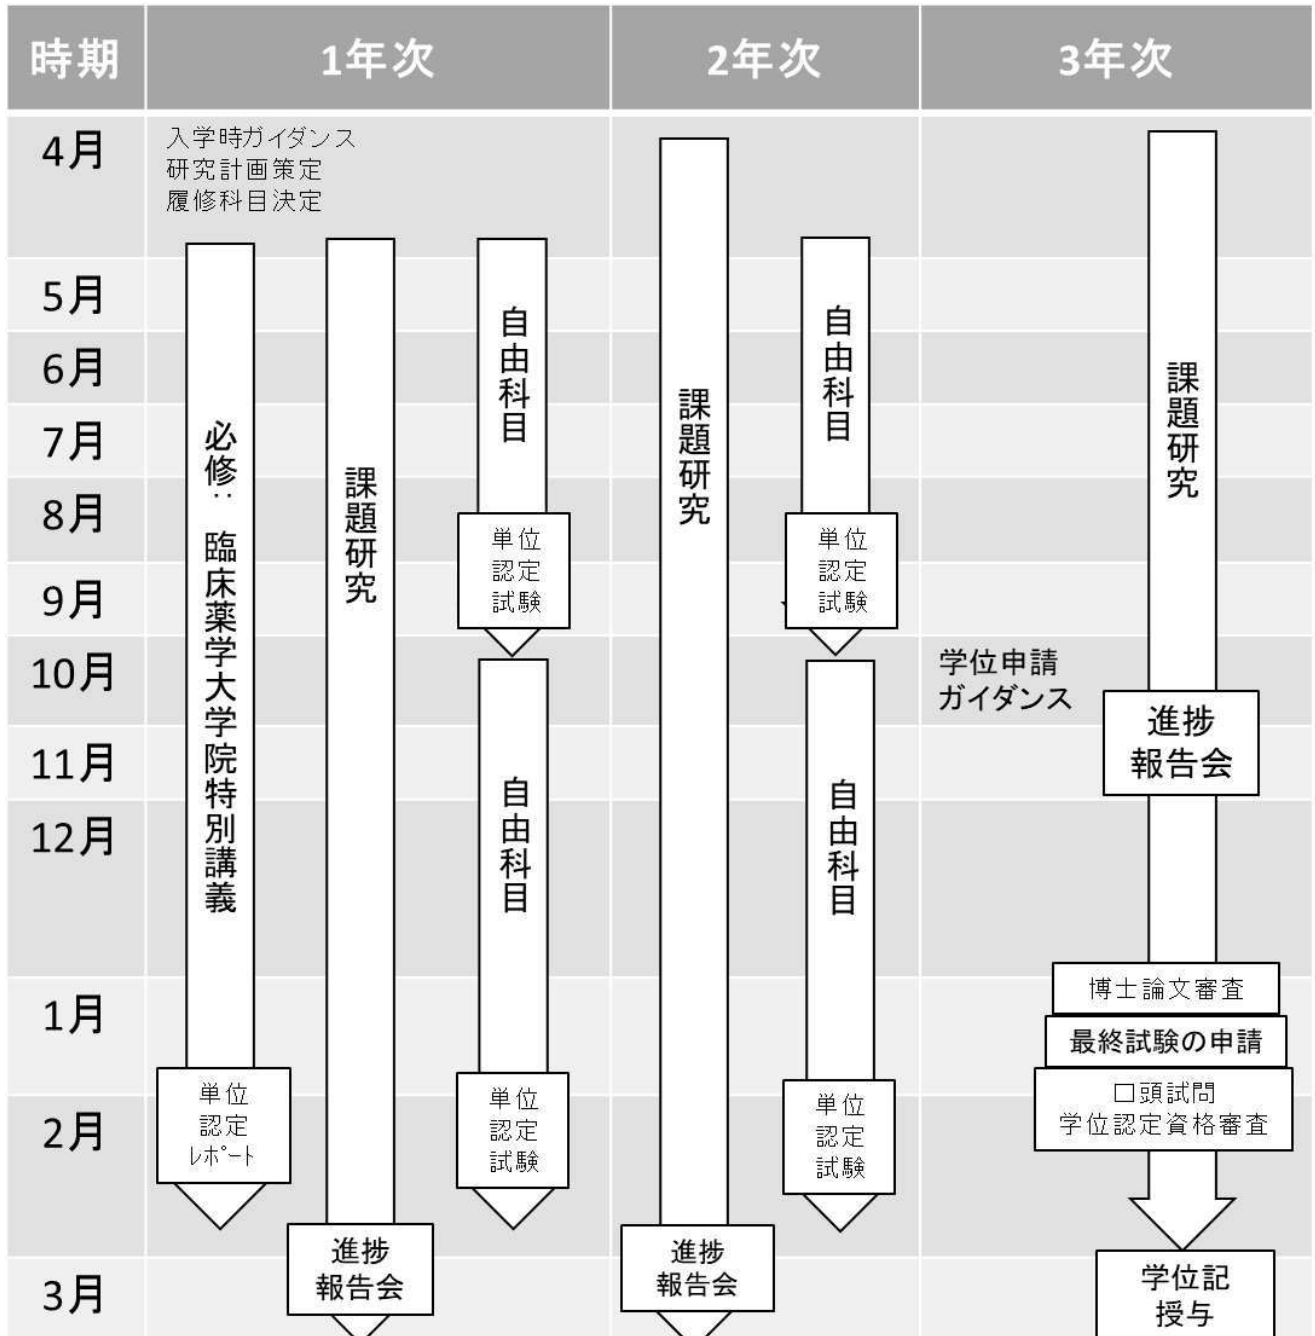 時期
1年次
2年次
3年次
4月
5月
6月
7月
8月
9月
10月
11月
12月
1月
2月
3月
入学時ガイダンス
研究計画策定
履修科目決定
必修： 臨床薬学大学院特別講義
単位
認定
レポート
課題研究
進捗
報告会
自由科目
単位
認定
試験
自由科目
単位
認定
試験
課題研究
進捗
報告会
自由科目
単位
認定
試験
自由科目
単位
認定
試験
学位申請
ガイダンス
課題研究
進捗
報告会
博士論文審査
最終試験の申請
口頭試問
学位認定資格審査
学位記
授与